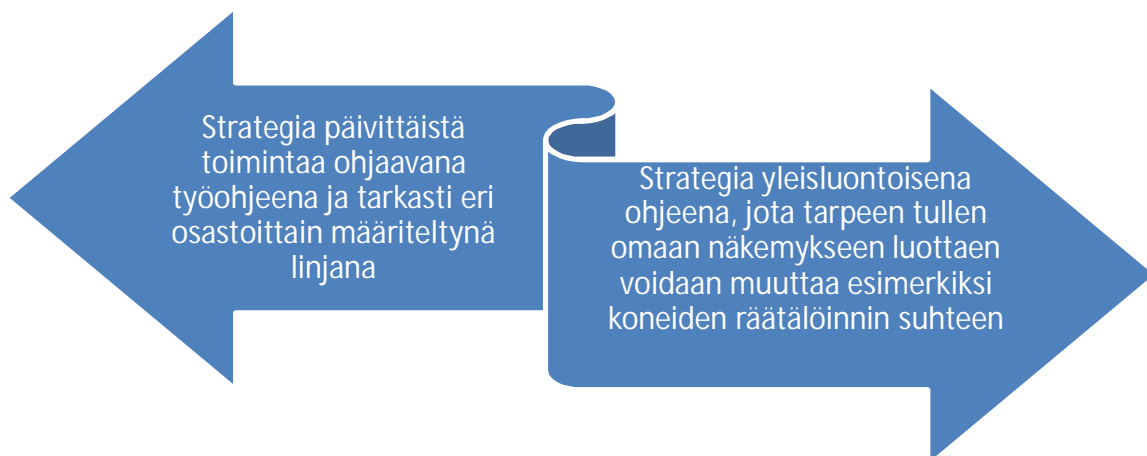 Strategia päivittäistä
toimintaa ohjaavana
työohjeena ja tarkasti eri
osastoittain määriteltynä
linjana
Strategia yleisluontoisena
ohjeena, jota tarpeen tullen
omaan näkemykseen luottaen
voidaan muuttaa esimerkiksi
koneiden räätälöinnin suhteen